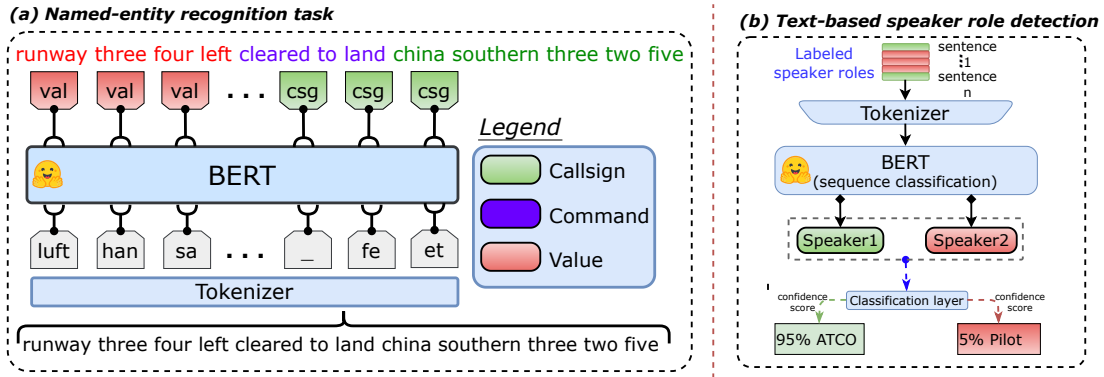 (a) Named-entity recognition task
runway three four left cleared to land china southern three two five
val val val ... csg csg csg
BERT
luft han sa ... _ fe et
Tokenizer
runway three four left cleared to land china southern three two five
Legend
Callsign
Command
Value
(b) Text-based speaker role detection
Labeled
speaker roles
sentence
1
sentence
n
Tokenizer
BERT
(sequence classification)
Speaker1 Speaker2
Classification layer
confidence
score
confidence
score
95% ATCO
5% Pilot